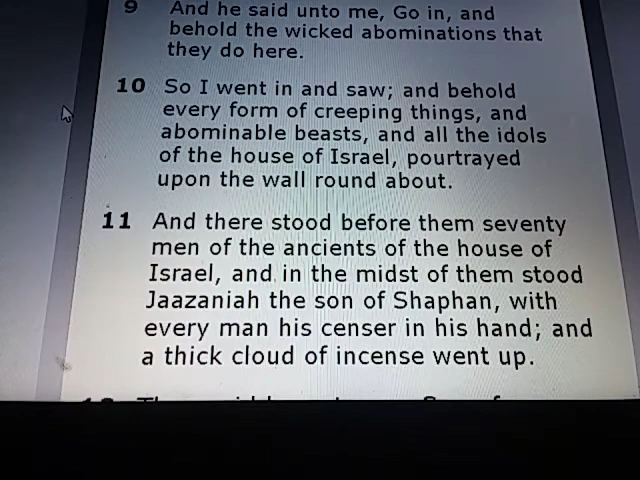 9 And he said unto me, Go in, and
behold the wicked abominations that
they do here.
10 So I went in and saw; and behold
every form of creeping things, and
abominable beasts, and all the idols
of the house of Israel, pourtrayed
upon the wall round about.
11 And there stood before them seventy
men of the ancients of the house of
Israel, and in the midst of them stood
Jaazaniah the son of Shaphan, with
every man his censer in his hand; and
a thick cloud of incense went up.